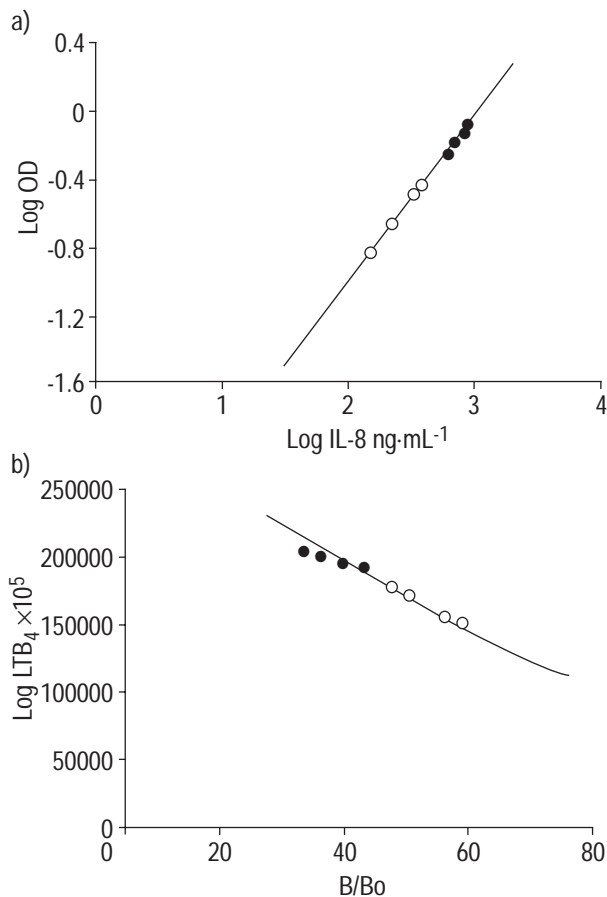 a)
0.4
0
-0.4
-0.8
-1.2
-1.6
Log OD
0 1 2 3 4
Log IL-8 ng·mL⁻¹
b)
250000
200000
150000
100000
50000
0
Log LTB₄ ×10⁵
0 20 40 60 80
B/Bo